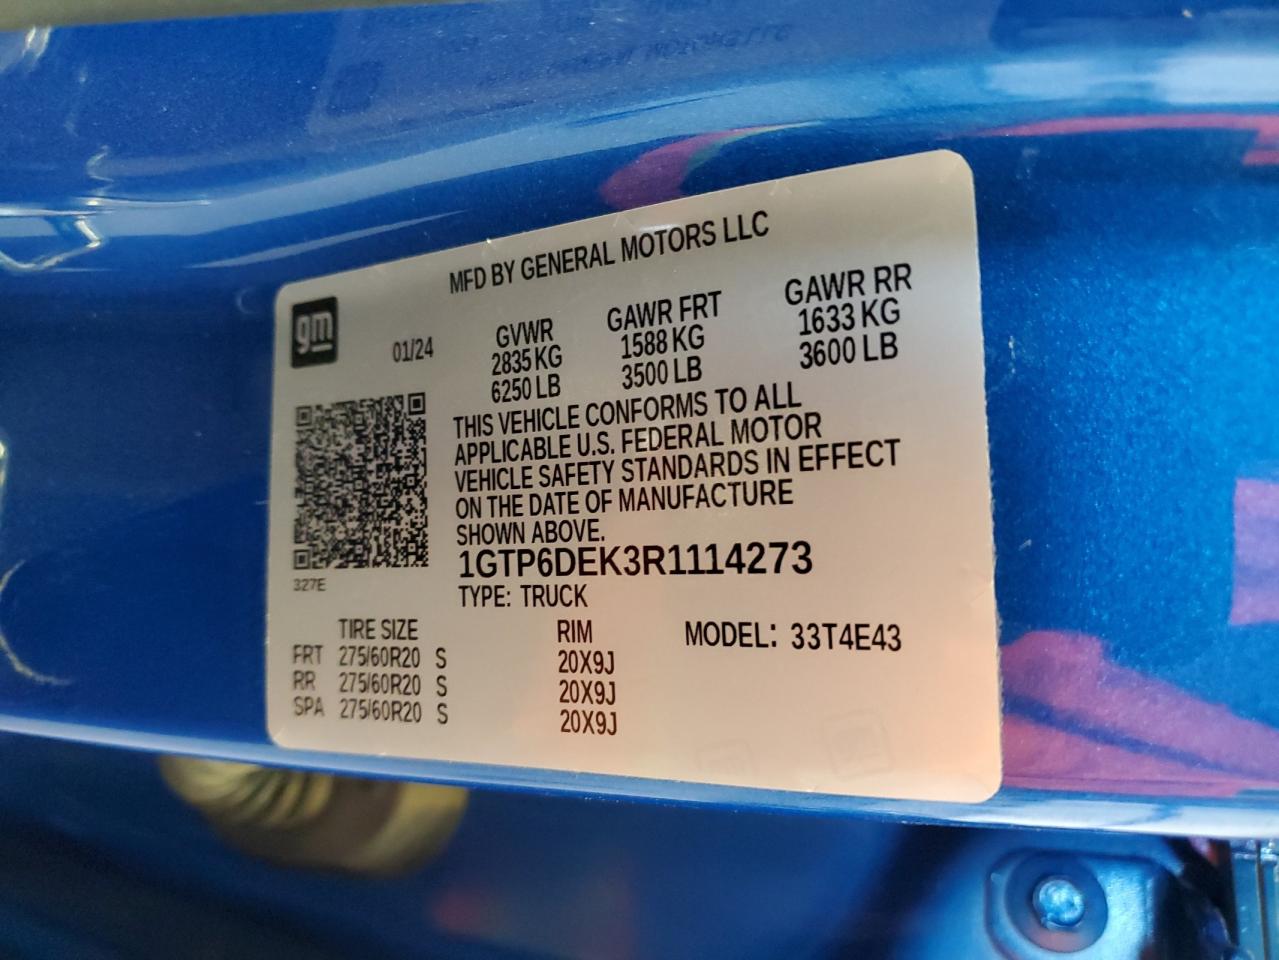 MFD BY GENERAL MOTORS LLC
gm
01/24
GVWR
2835 KG
6250 LB
GAWR FRT
1588 KG
3500 LB
GAWR RR
1633 KG
3600 LB
THIS VEHICLE CONFORMS TO ALL
APPLICABLE U.S. FEDERAL MOTOR
VEHICLE SAFETY STANDARDS IN EFFECT
ON THE DATE OF MANUFACTURE
SHOWN ABOVE.
327E
1GTP6DEK3R1114273
TYPE: TRUCK
TIRE SIZE RIM MODEL: 33T4E43
FRT 275/60R20 S 20X9J
RR 275/60R20 S 20X9J
SPA 275/60R20 S 20X9J